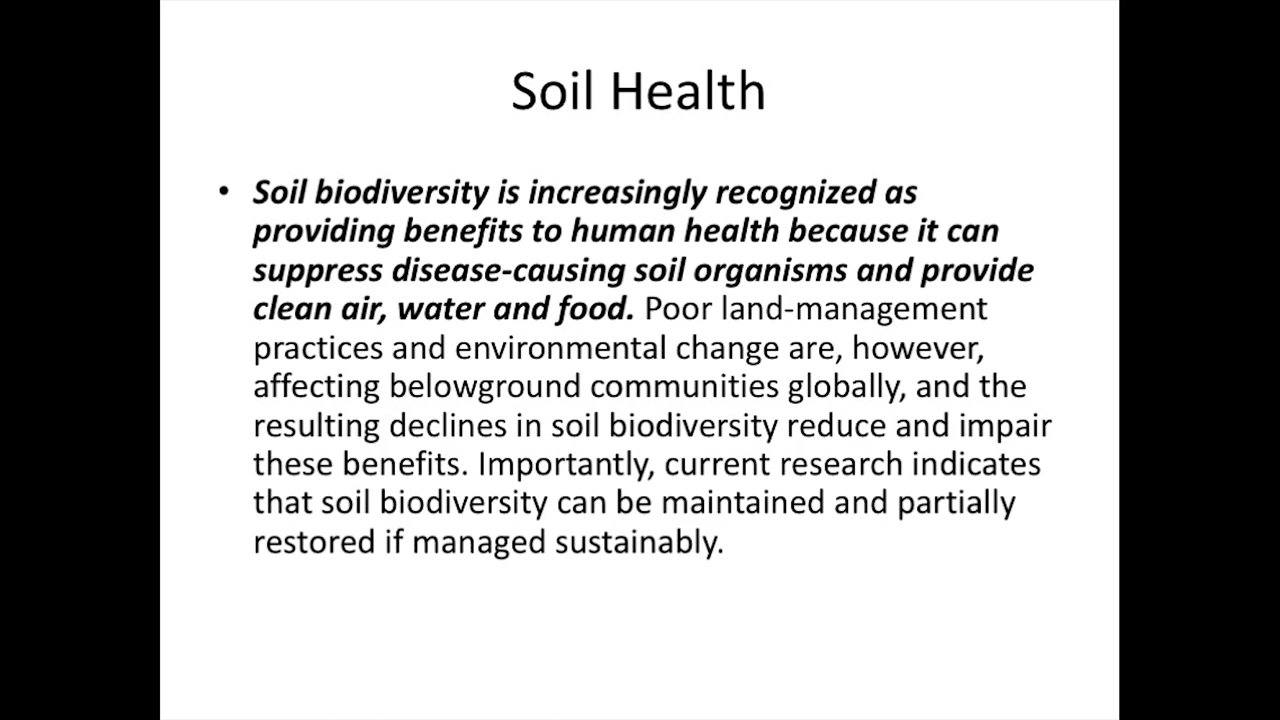 Soil Health
• Soil biodiversity is increasingly recognized as
providing benefits to human health because it can
suppress disease-causing soil organisms and provide
clean air, water and food. Poor land-management
practices and environmental change are, however,
affecting belowground communities globally, and the
resulting declines in soil biodiversity reduce and impair
these benefits. Importantly, current research indicates
that soil biodiversity can be maintained and partially
restored if managed sustainably.